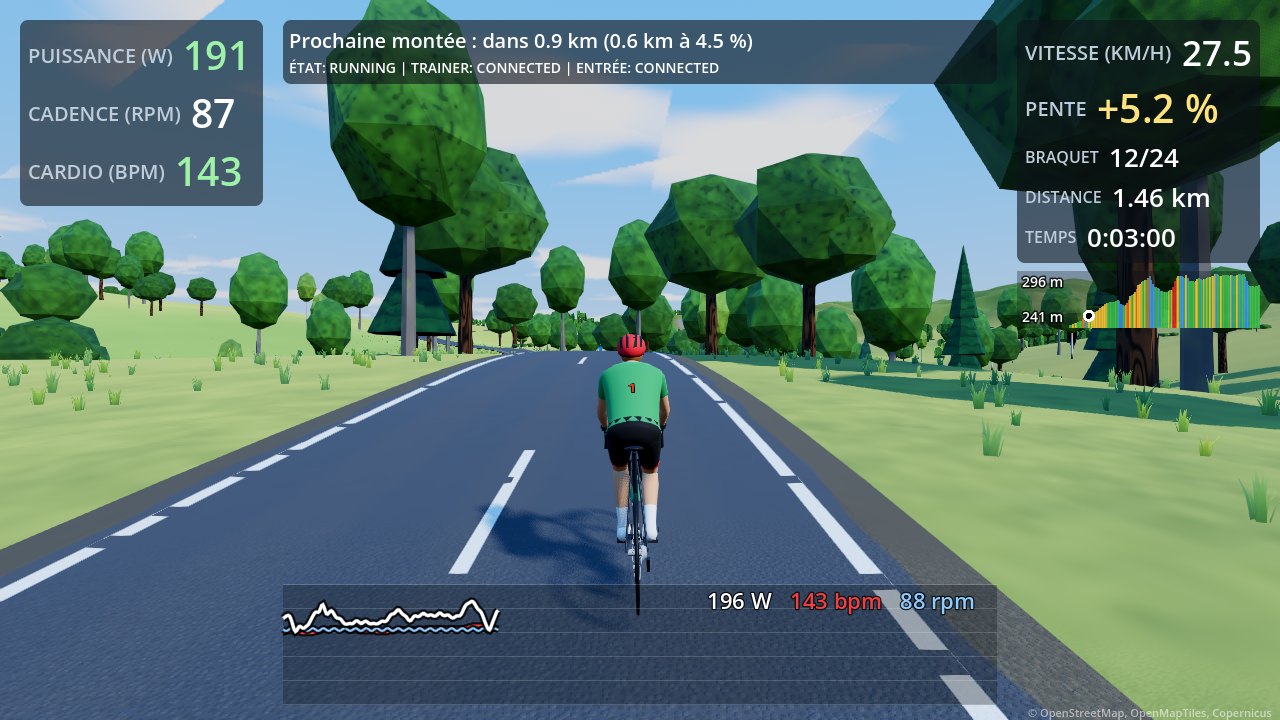 PUISSANCE (W) 191
CADENCE (RPM) 87
CARDIO (BPM) 143
Prochaine montée : dans 0.9 km (0.6 km à 4.5 %)
ÉTAT: RUNNING | TRAINER: CONNECTED | ENTRÉE: CONNECTED
VITESSE (KM/H) 27.5
PENTE +5.2 %
BRAQUET 12/24
DISTANCE 1.46 km
TEMPS 0:03:00
296 m
241 m
1
196 W 143 bpm 88 rpm
© OpenStreetMap, OpenMapTiles, Copernicus